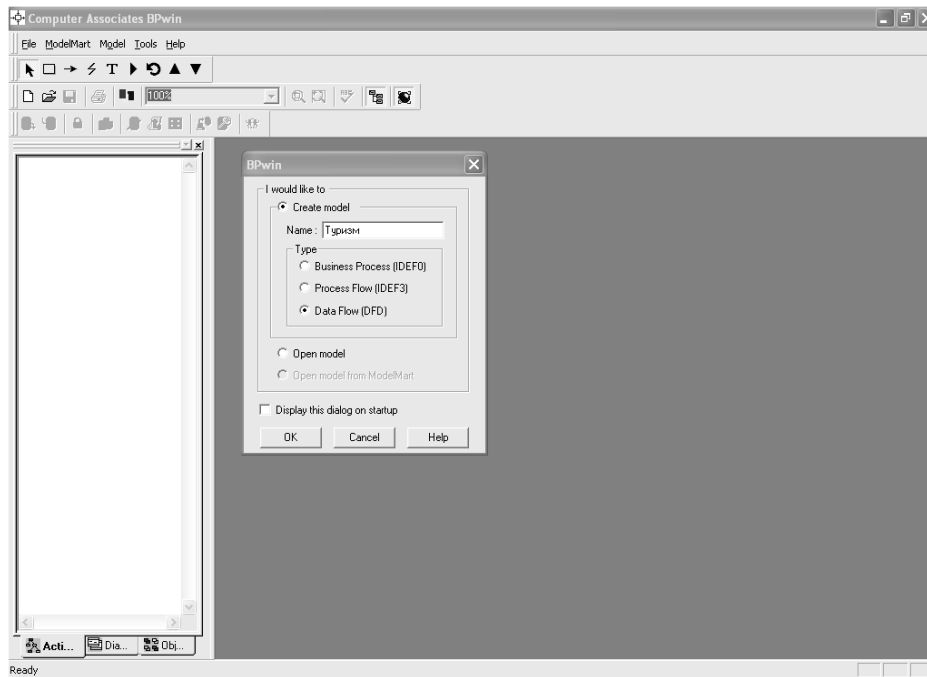 Computer Associates BPwin
File ModelMart Model Tools Help
T
100%
BPwin
I would like to
Create model
Name : Туризм
Type
Business Process (IDEF0)
Process Flow (IDEF3)
Data Flow (DFD)
Open model
Open model from ModelMart
Display this dialog on startup
OK Cancel Help
Acti... Dia... Obj...
Ready